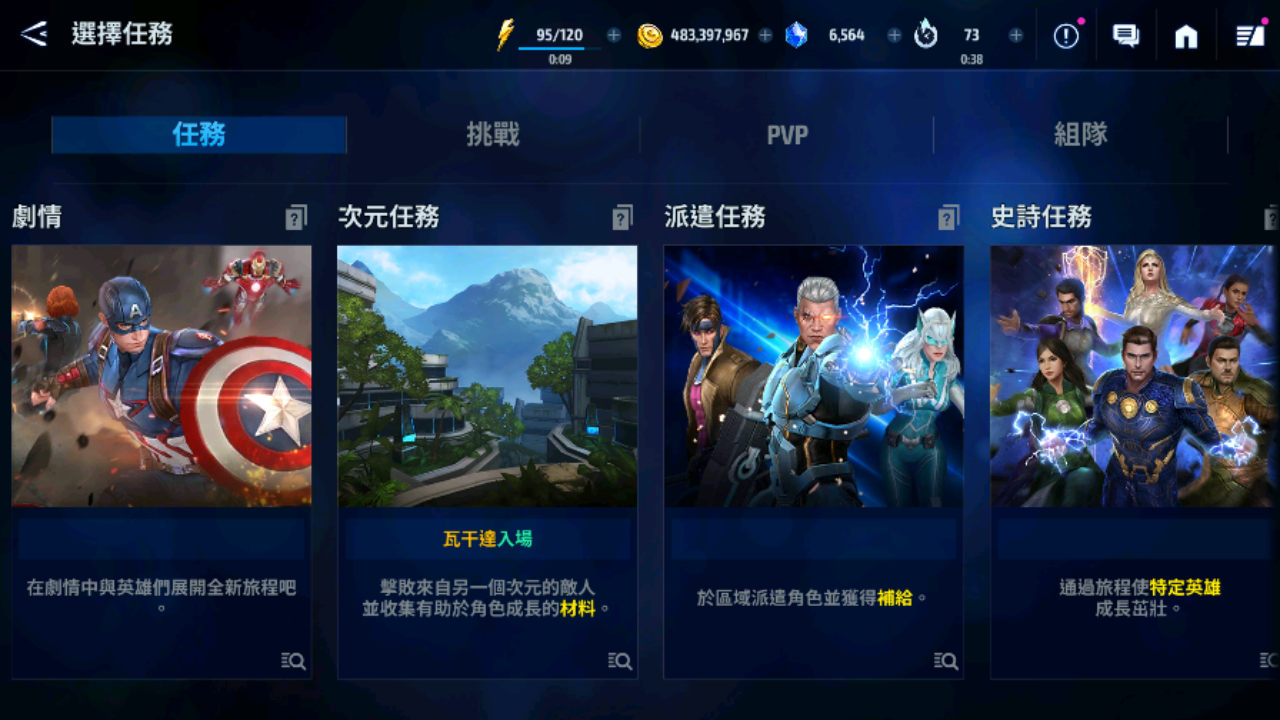 選擇任務
95/120
0:09
483,397,967
6,564
73
0:38
任務
挑戰
PVP
組隊
劇情
次元任務
派遣任務
史詩任務
瓦干達入場
在劇情中與英雄們展開全新旅程吧
。
擊敗來自另一個次元的敵人
並收集有助於角色成長的材料。
於區域派遣角色並獲得補給。
通過旅程使特定英雄
成長茁壯。